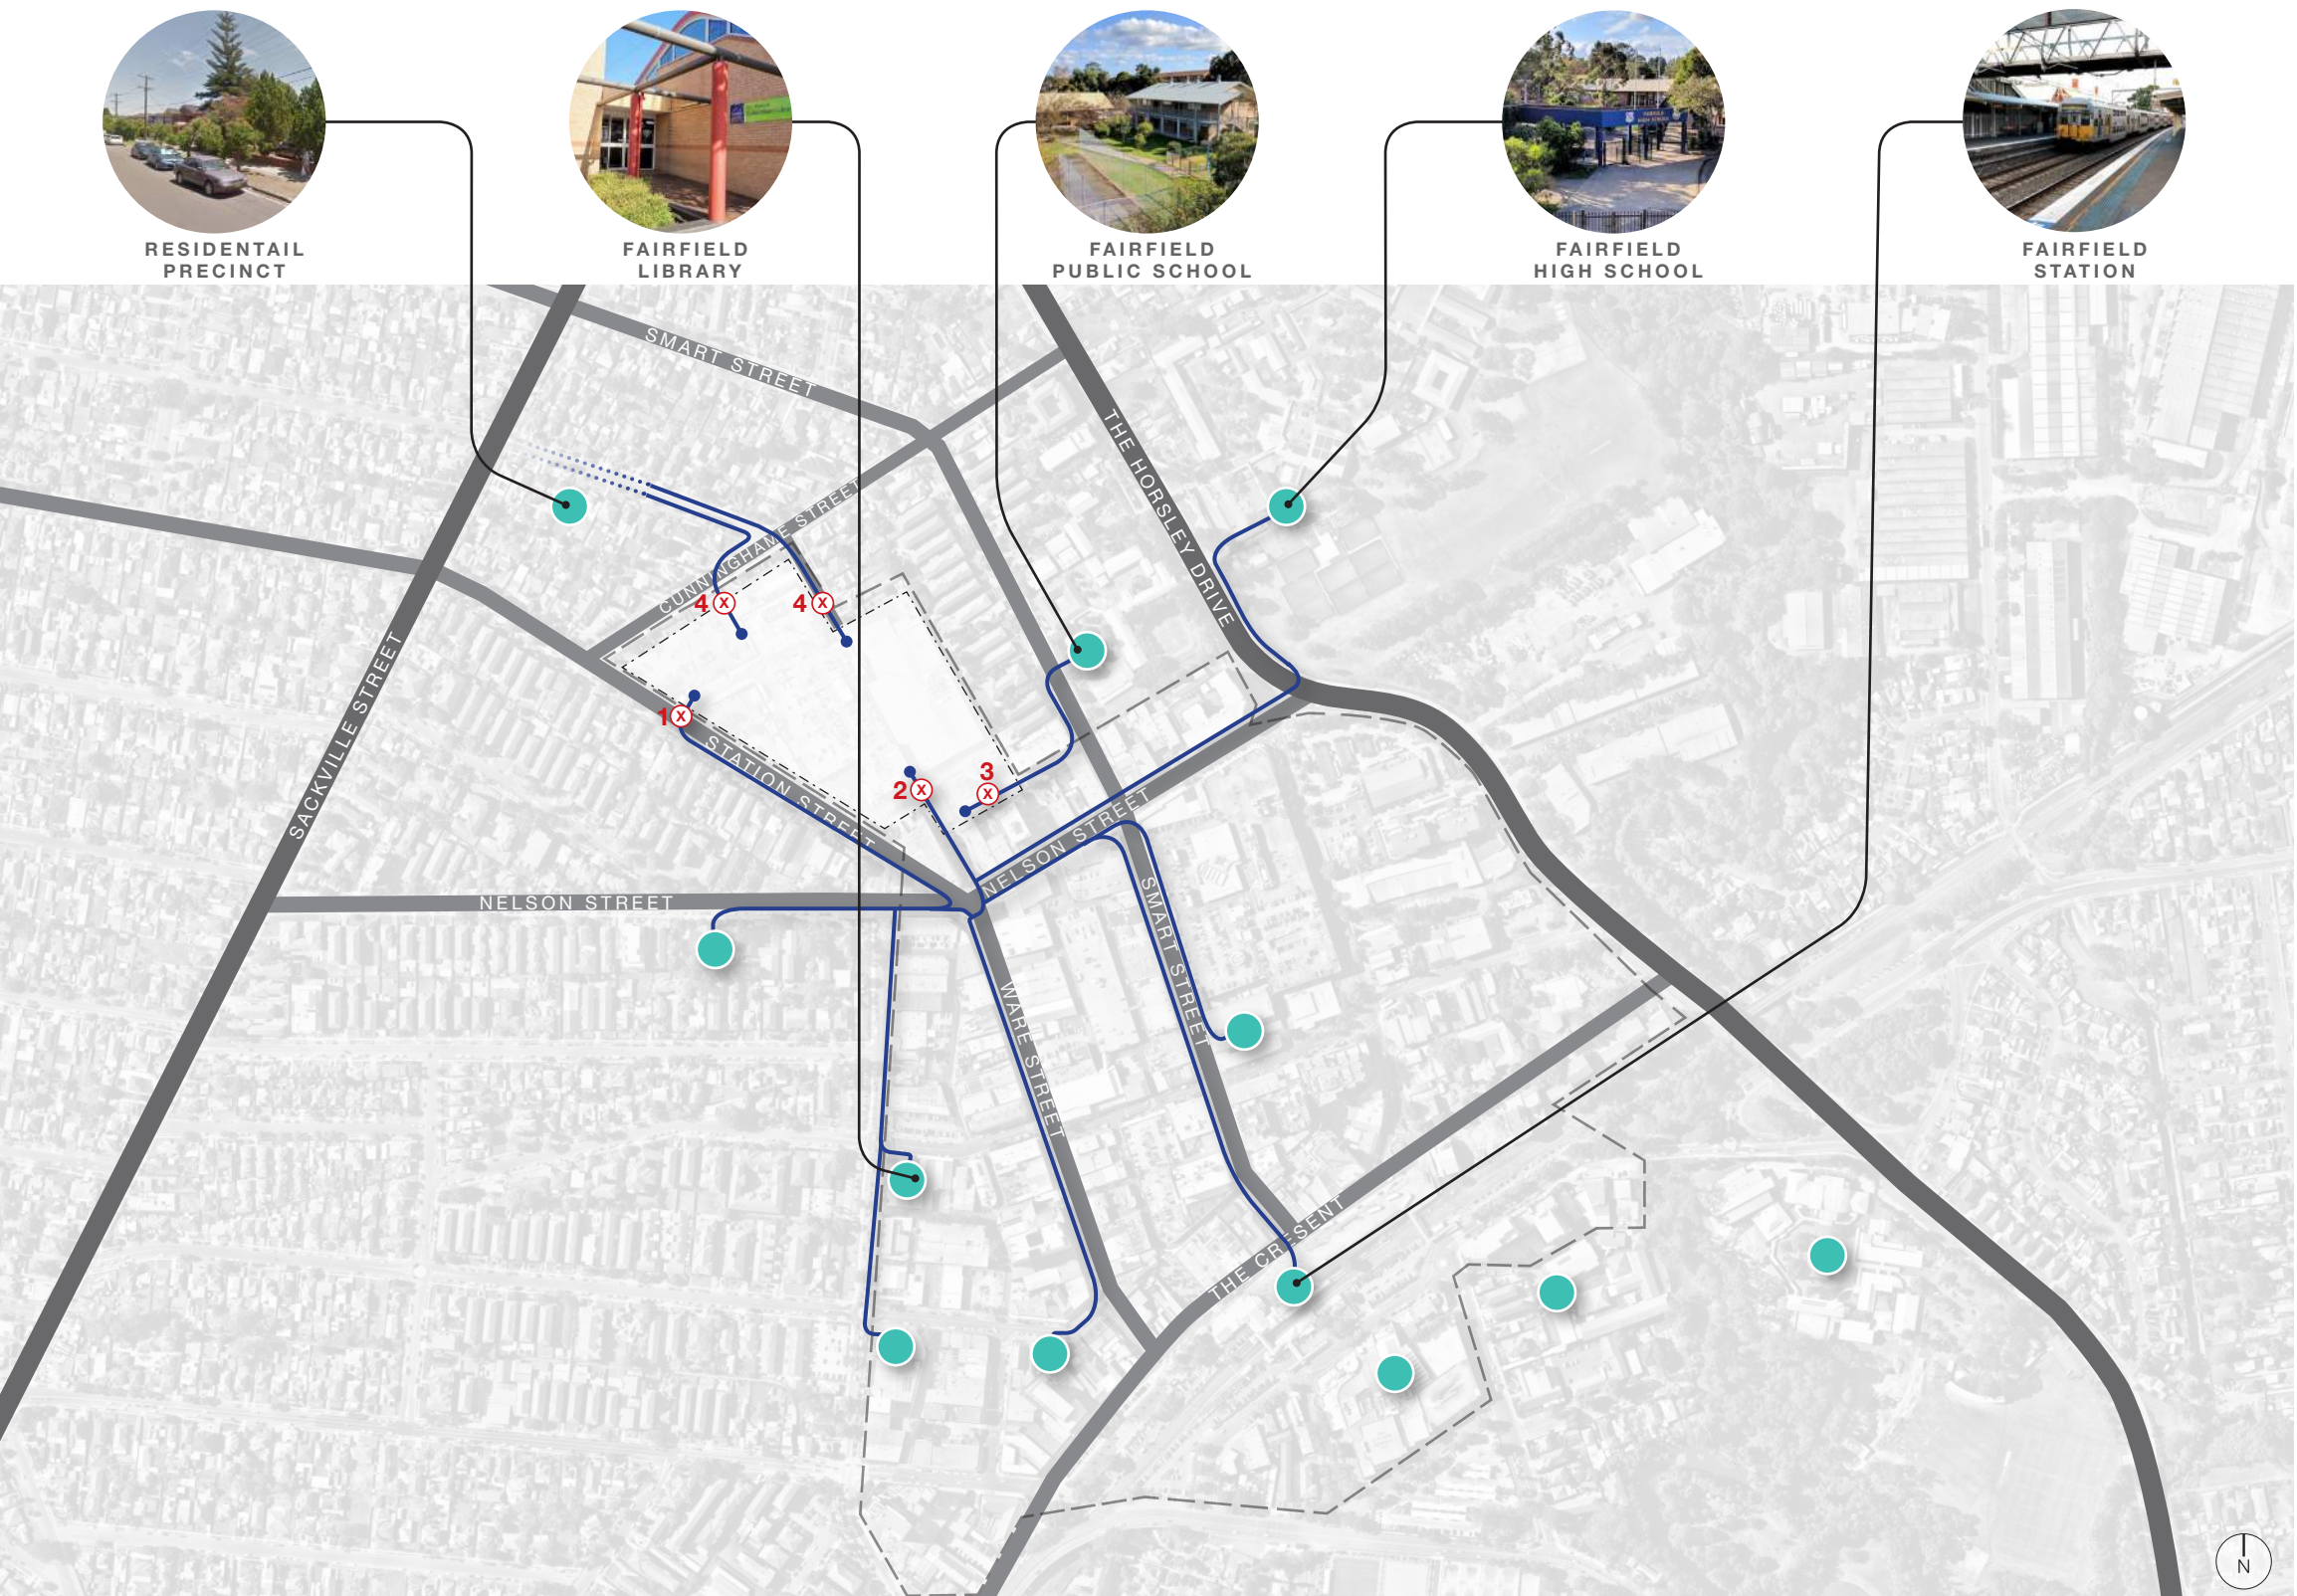 RESIDENTAIL
PRECINCT
FAIRFIELD
LIBRARY
FAIRFIELD
PUBLIC SCHOOL
FAIRFIELD
HIGH SCHOOL
FAIRFIELD
STATION
SMART STREET
THE HORSLEY DRIVE
CUNNINGHAME STREET
4 X
4 X
SACKVILLE STREET
1 X
STATION STREET
2 X
3
X
NELSON STREET
NELSON STREET
SMART STREET
WARE STREET
THE CRESENT
N